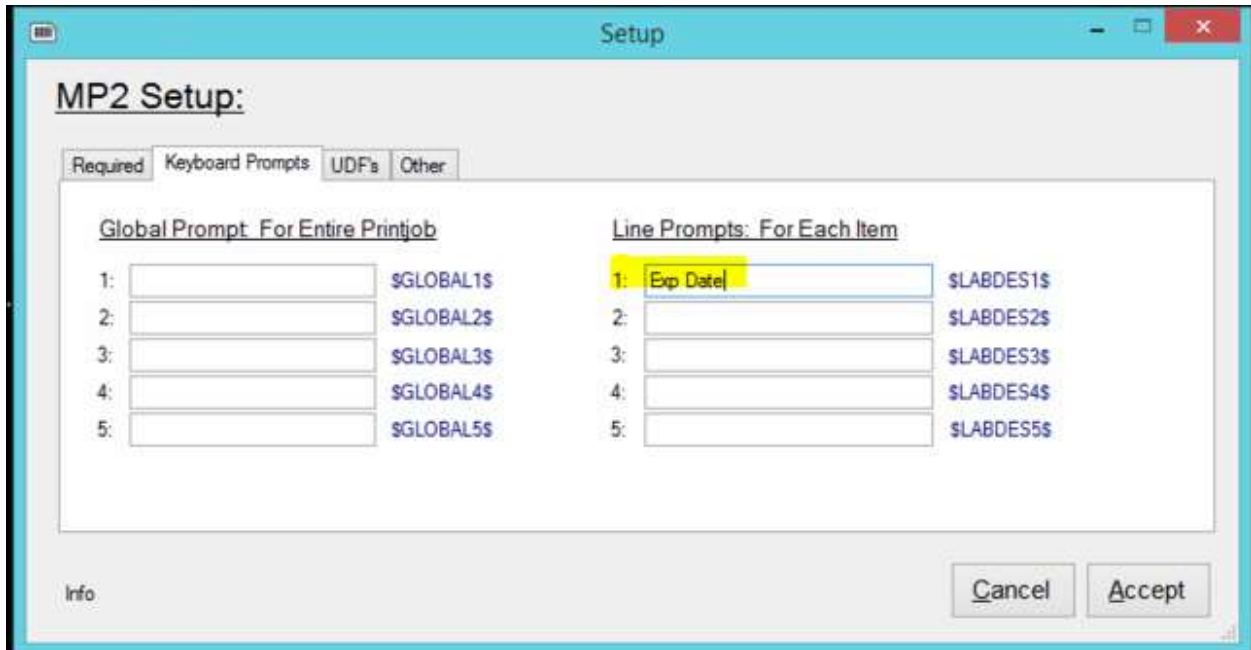 Setup
MP2 Setup:
Required Keyboard Prompts UDF's Other
Global Prompt: For Entire Printjob
1: $GLOBAL1$
2: $GLOBAL2$
3: $GLOBAL3$
4: $GLOBAL4$
5: $GLOBAL5$
Line Prompts: For Each Item
1: Exp Date $LABDES1$
2: $LABDES2$
3: $LABDES3$
4: $LABDES4$
5: $LABDES5$
Info
Cancel Accept